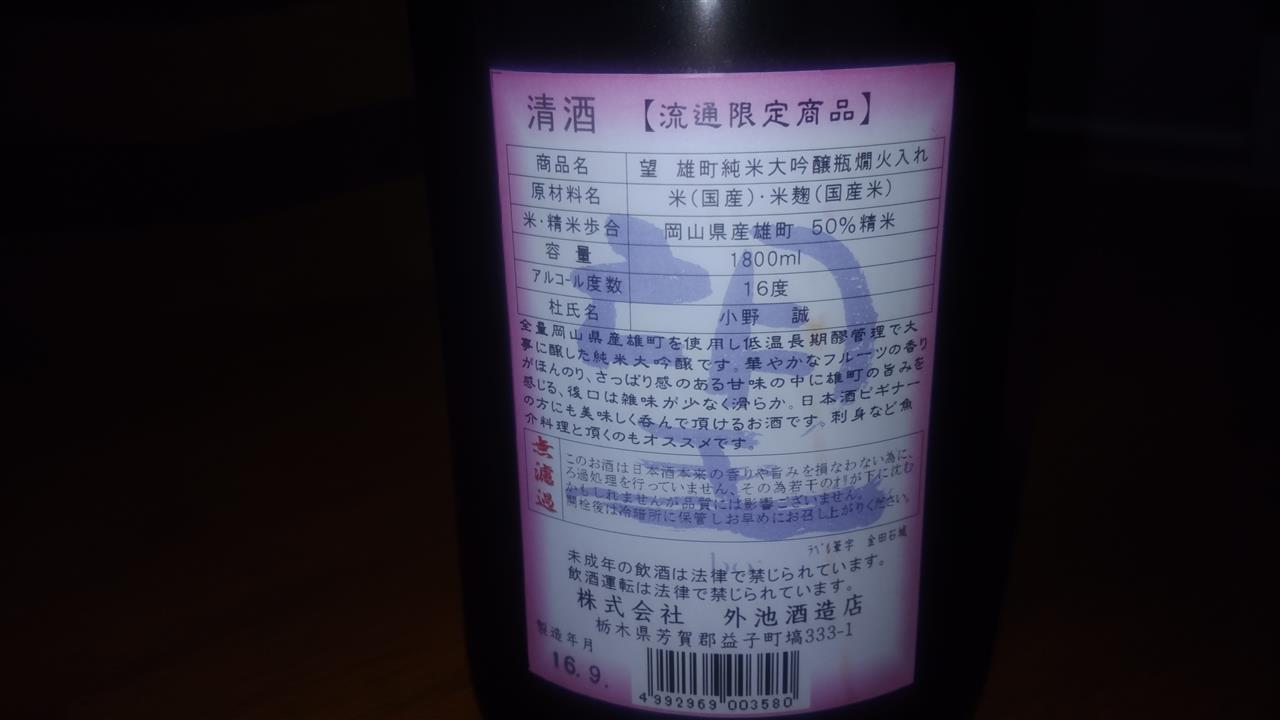 清酒 【流通限定商品】
商品名 望 雄町純米大吟醸瓶燗火入れ
原材料名 米(国産)・米麹(国産米)
米・精米歩合 岡山県産雄町 50%精米
容量 1800ml
アルコール度数 16度
杜氏名 小野 誠
全量岡山県産雄町を使用し低温長期醪管理で大
事に醸した純米大吟醸です。華やかなフルーツの香り
がほんのり、さっぱり感のある甘味の中に雄町の旨みを
感じる、後口は雑味が少なく滑らか。日本酒ビギナー
の方にも美味しく呑んで頂けるお酒です。刺身など魚
介料理と頂くのもオススメです。
無濾過
このお酒は日本酒本来の香りや旨みを損なわない為に、
ろ過処理を行っていません、その為若干のオリが下に沈む
かもしれませんが品質には影響ございません。
開栓後は冷暗所に保管しお早めにお召し上がりください。
望
bo:
ラベル筆字 金田石城
未成年の飲酒は法律で禁じられています。
飲酒運転は法律で禁じられています。
株式会社 外池酒造店
栃木県芳賀郡益子町塙333-1
製造年月
16.9.
4 992969 003580